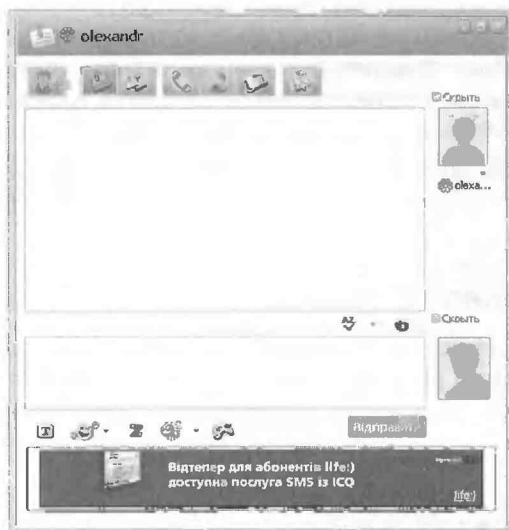 olexandr
Скрыть
olexa...
Скрыть
Відправити
Відтепер для абонентів life:)
доступна послуга SMS із ICQ
life:)